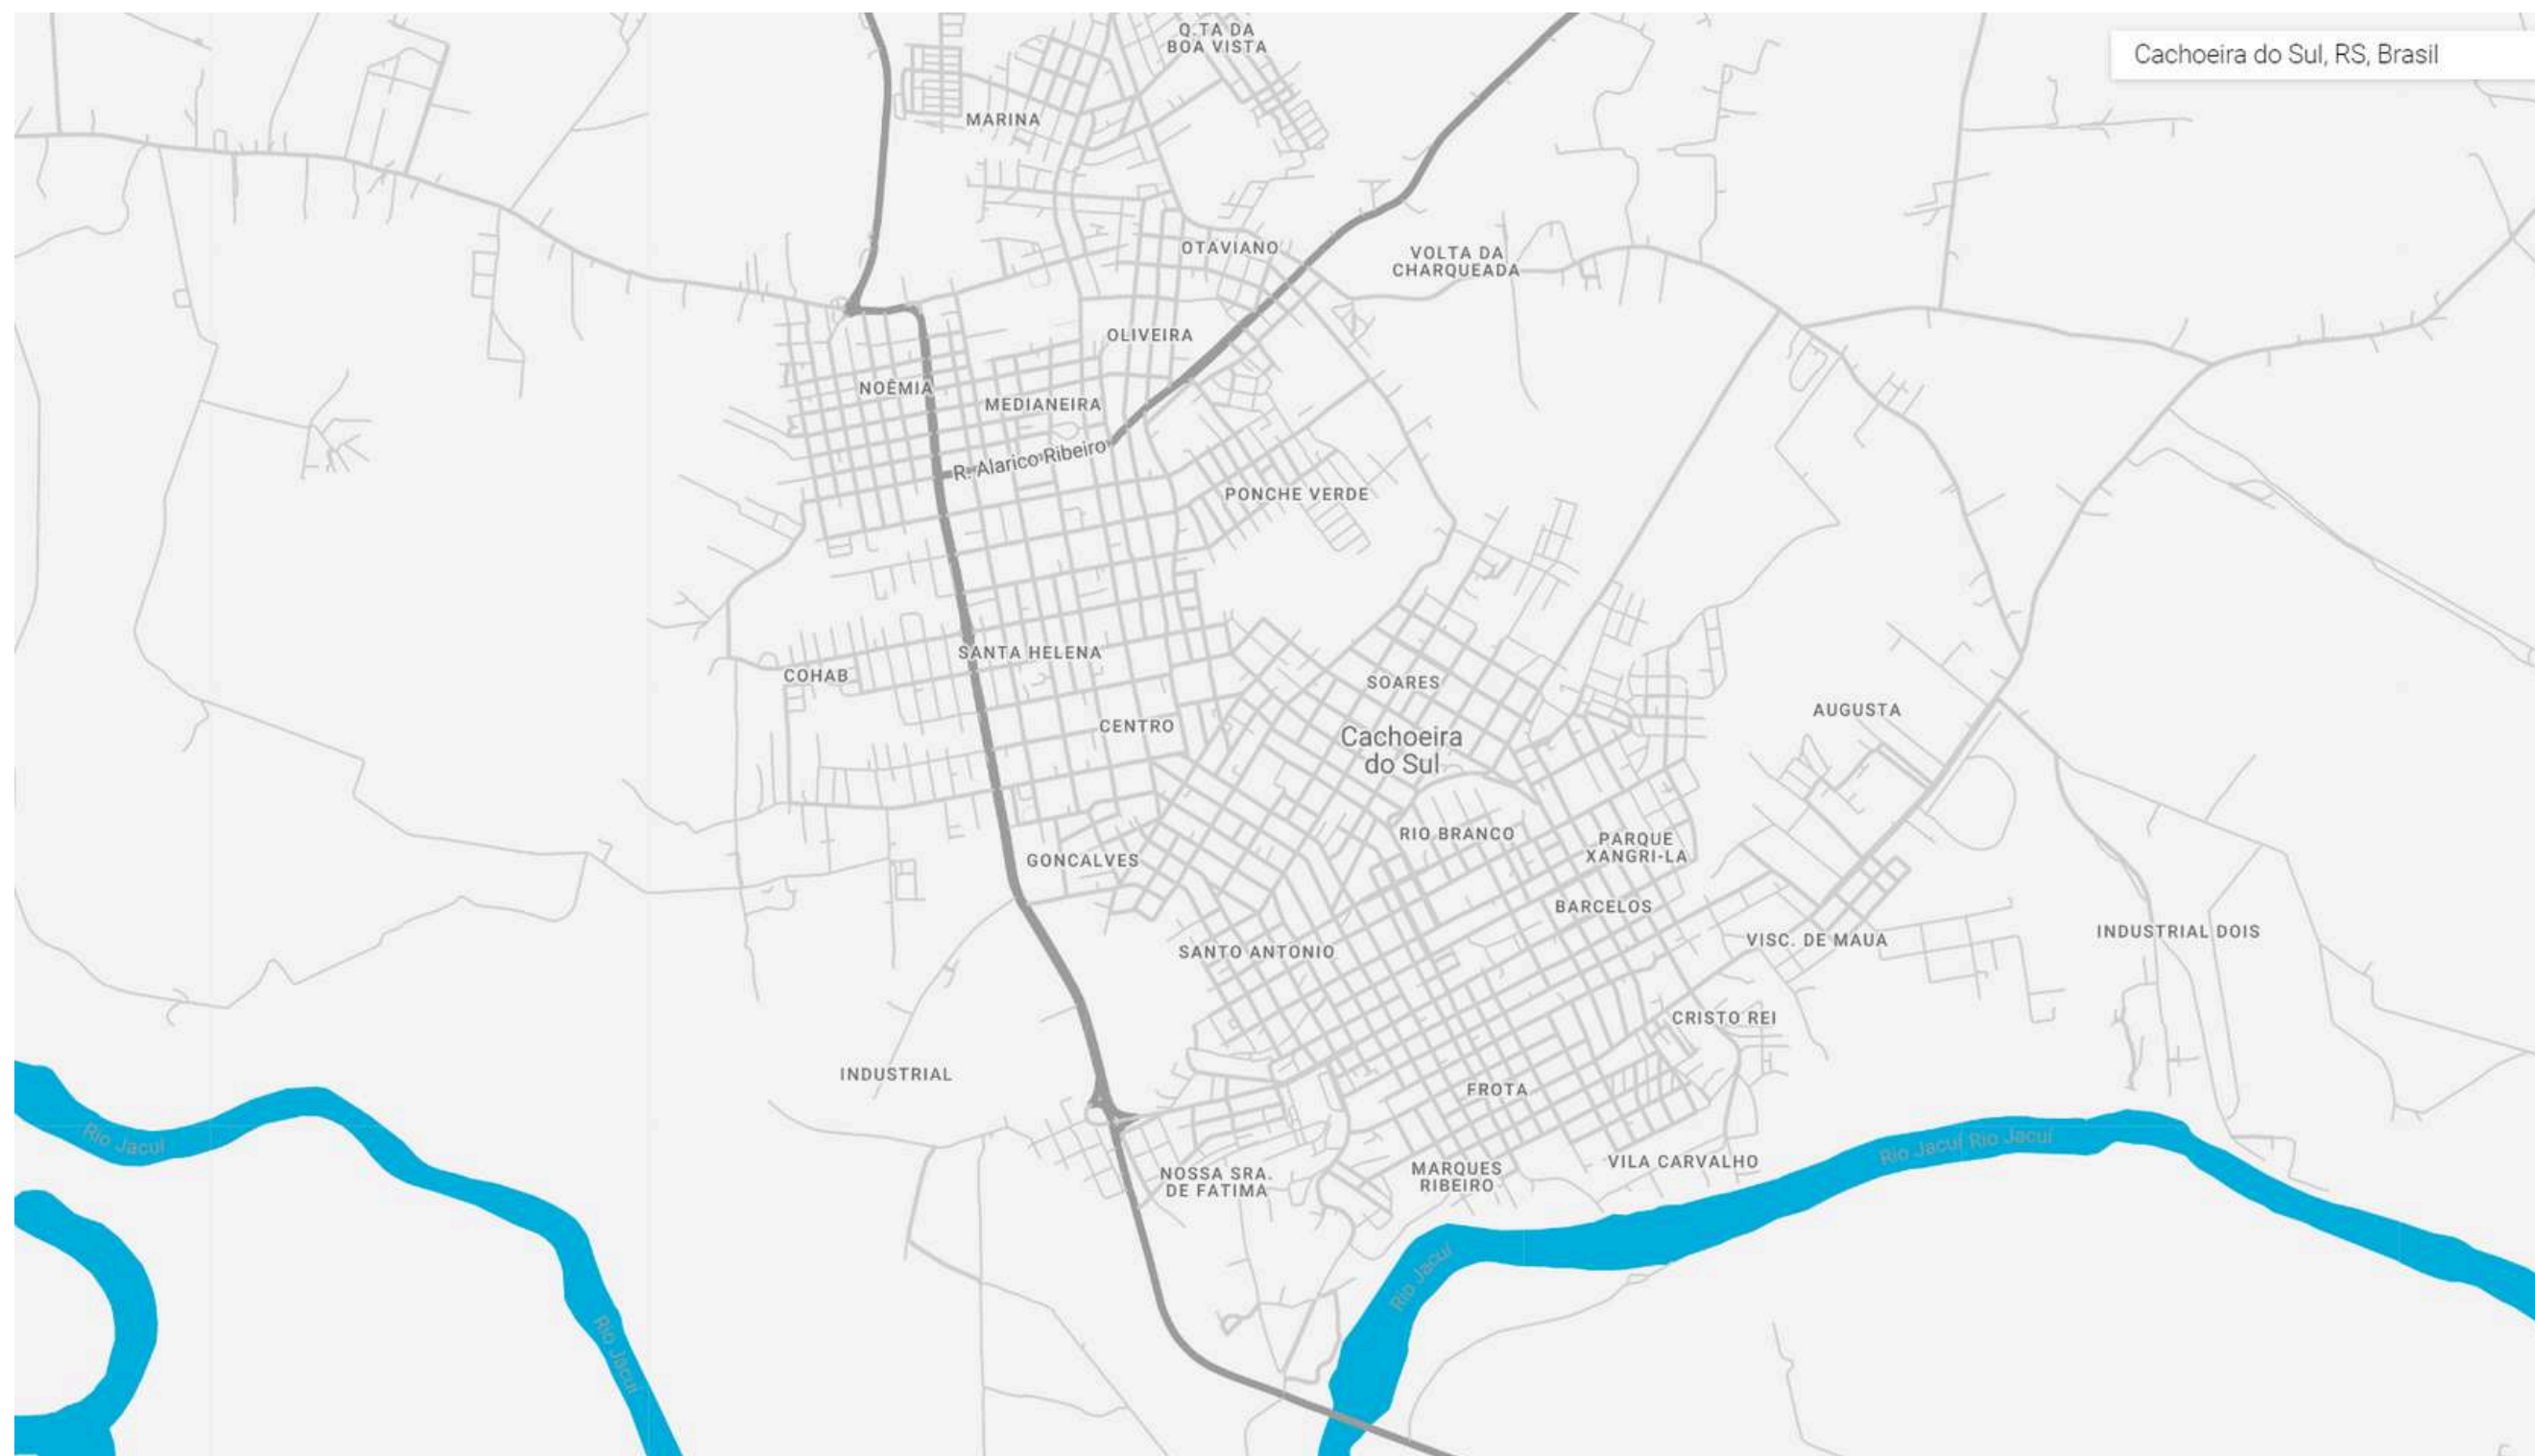 Q.TA DA
BOA VISTA
Cachoeira do Sul, RS, Brasil
MARINA
OTAVIANO
VOLTA DA
CHARQUEADA
OLIVEIRA
NOÊMIA
MEDIANEIRA
R. Alarico Ribeiro
PONCHE VERDE
SANTA HELENA
COHAB
SOARES
AUGUSTA
CENTRO
Cachoeira
do Sul
RIO BRANCO
PARQUE
XANGRI-LA
GONCALVES
BARCELOS
INDUSTRIAL DOIS
VISC. DE MAUA
SANTO ANTONIO
CRISTO REI
INDUSTRIAL
FROTA
Rio Jacuí
Rio Jacuí Rio Jacuí
VILA CARVALHO
MARQUES
RIBEIRO
NOSSA SRA.
DE FATIMA
Rio Jacuí
Rio Jacuí